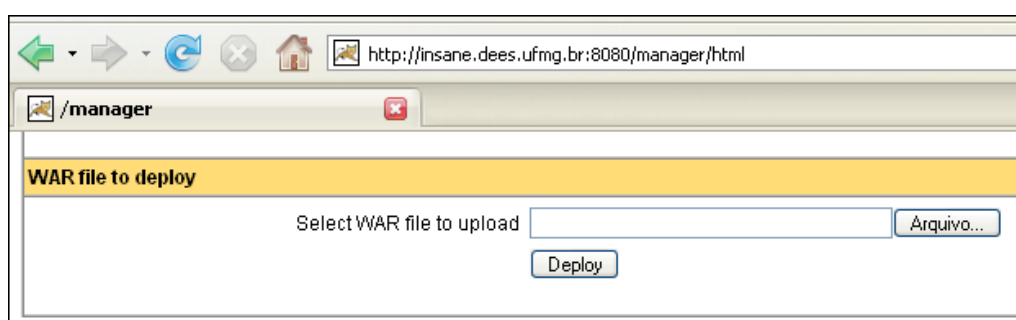 http://insane.dees.ufmg.br:8080/manager/html
/manager
WAR file to deploy
Select WAR file to upload Arquivo...
Deploy